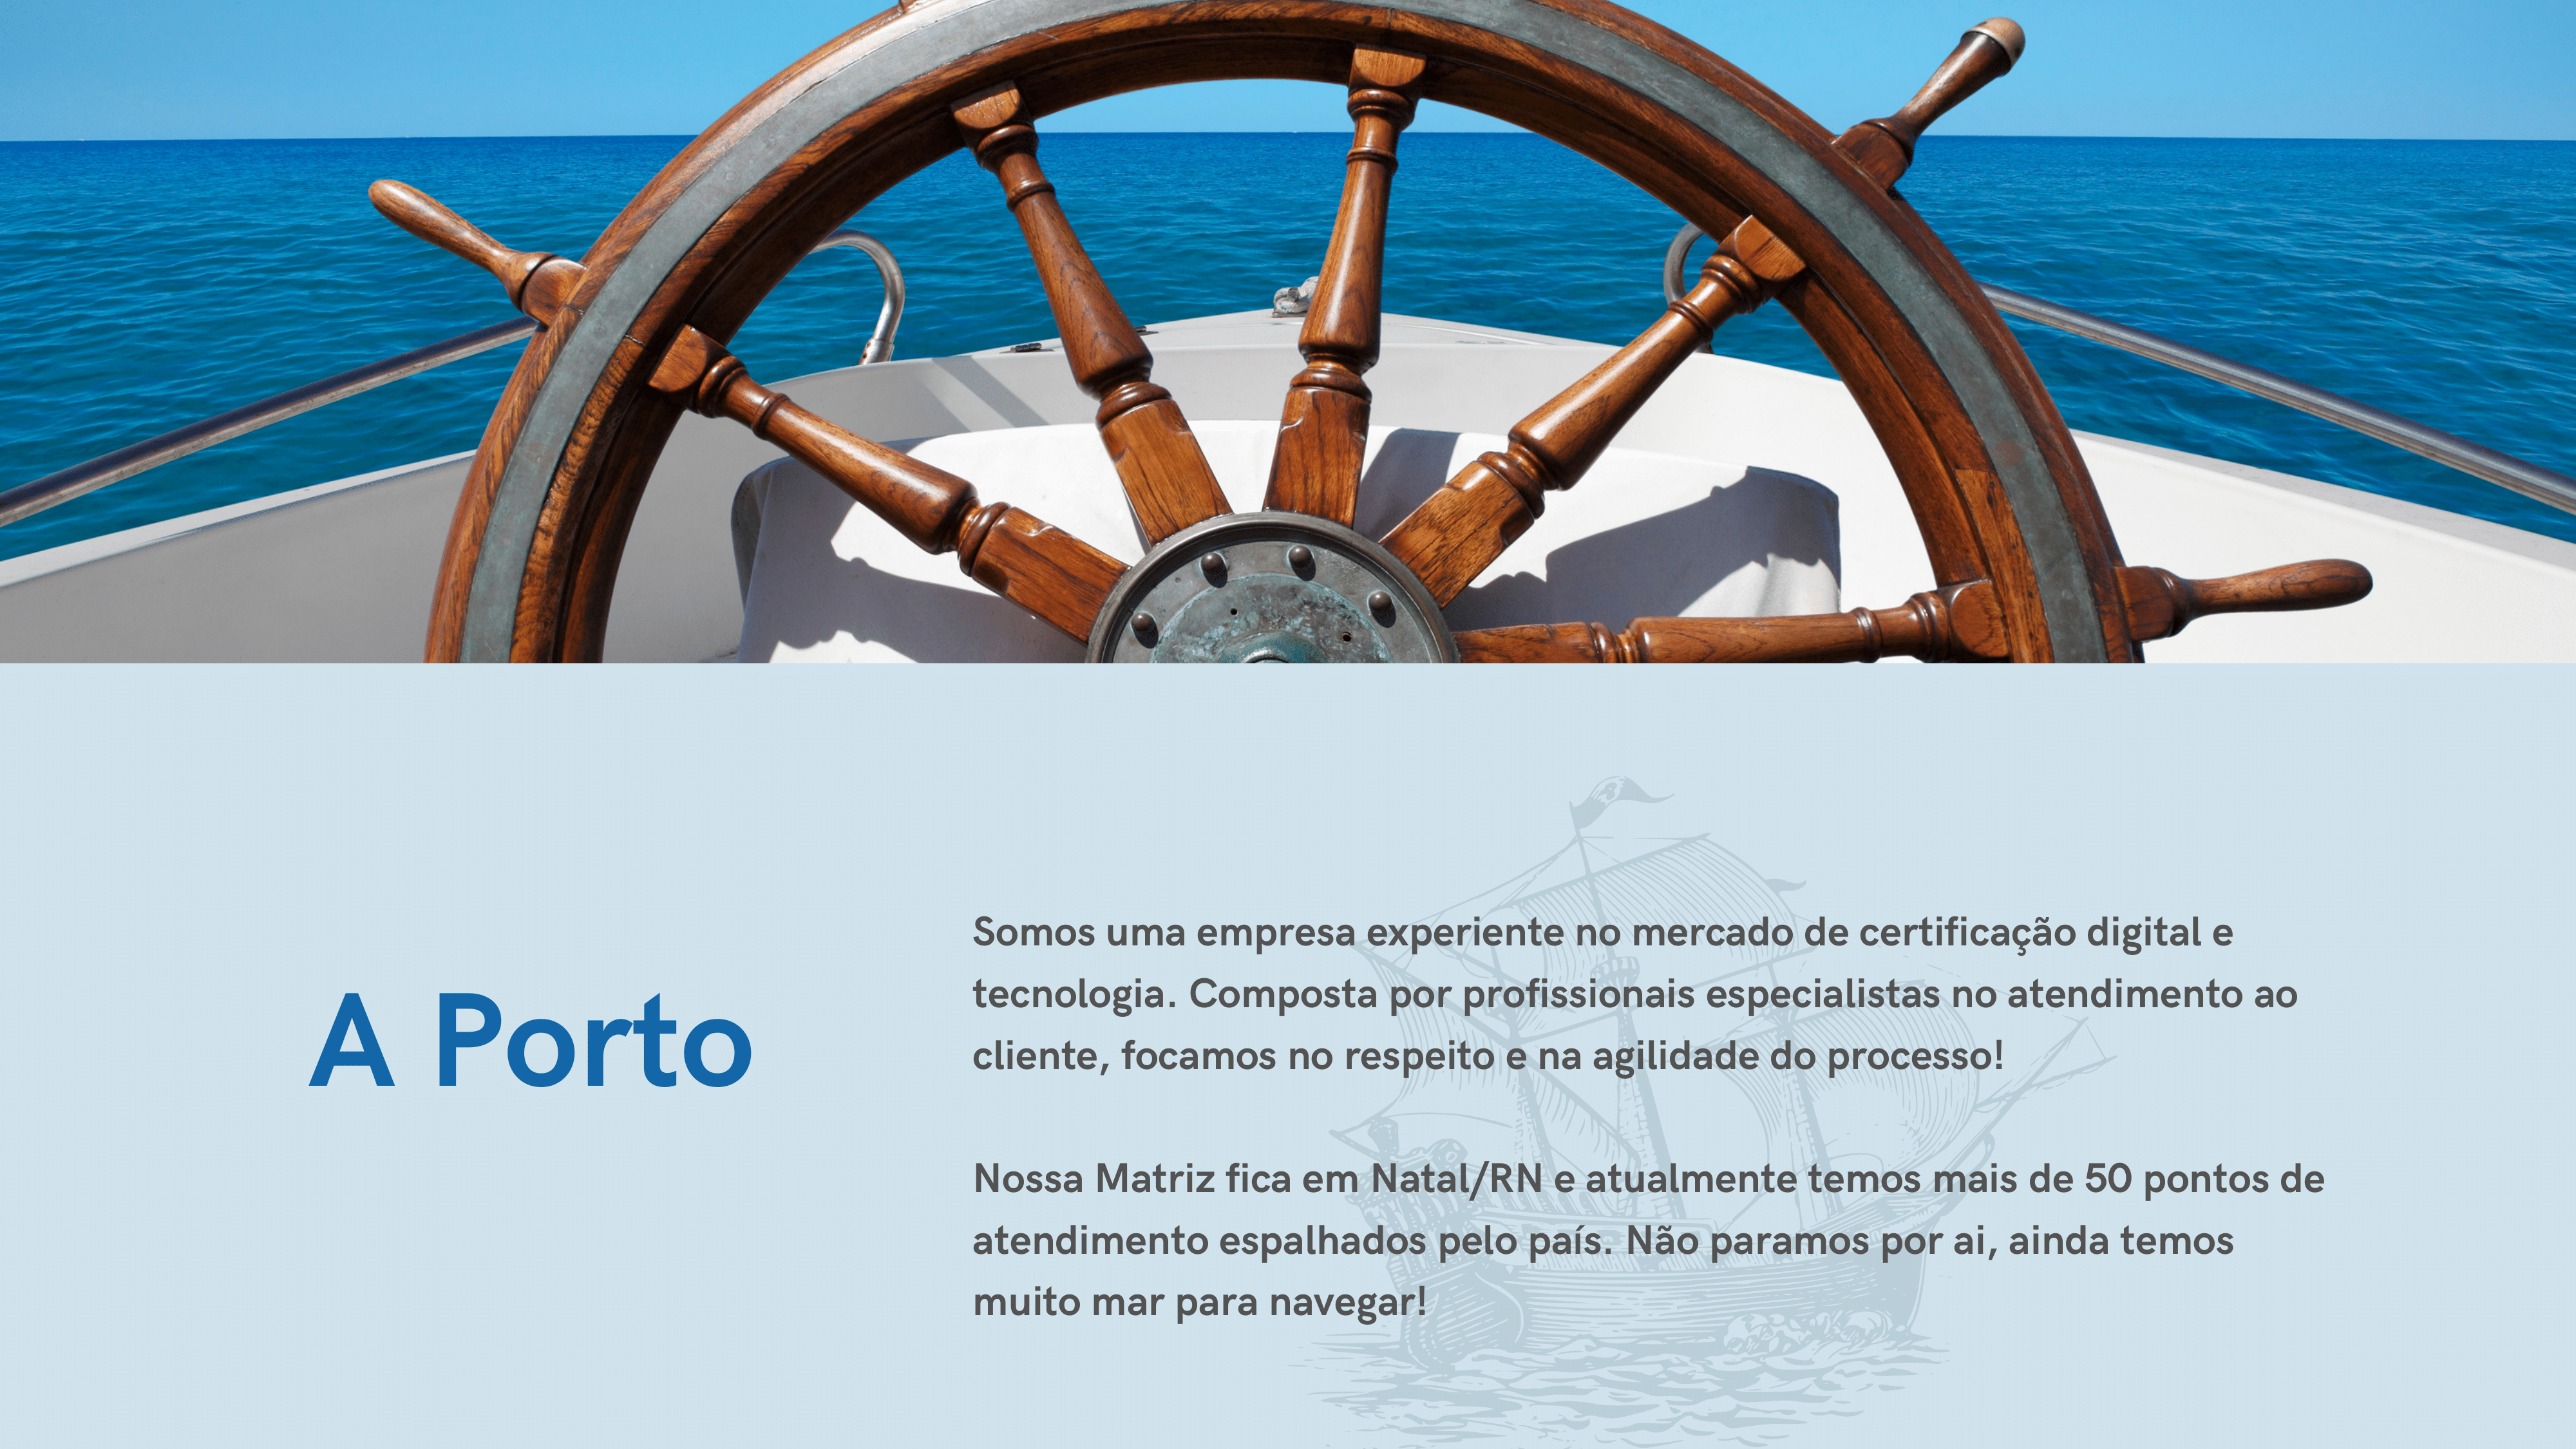 A Porto
Somos uma empresa experiente no mercado de certificação digital e
tecnologia. Composta por profissionais especialistas no atendimento ao
cliente, focamos no respeito e na agilidade do processo!
Nossa Matriz fica em Natal/RN e atualmente temos mais de 50 pontos de
atendimento espalhados pelo país. Não paramos por ai, ainda temos
muito mar para navegar!